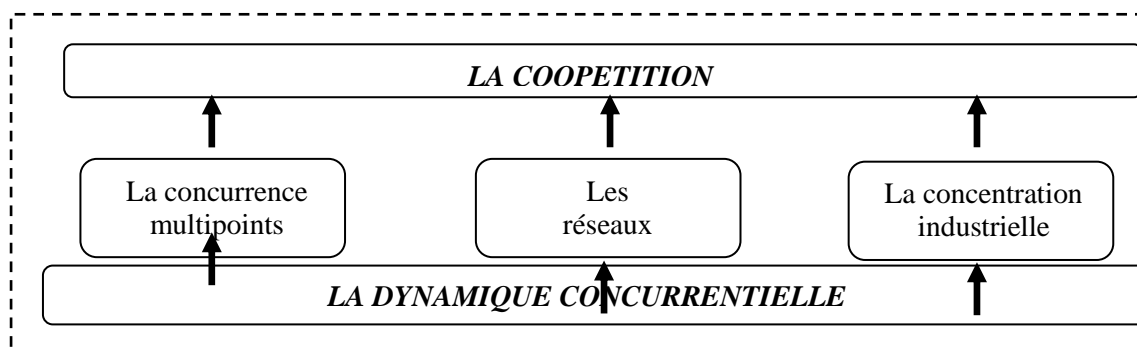 LA COOPETITION
La concurrence
multipoints
Les
réseaux
La concentration
industrielle
LA DYNAMIQUE CONCURRENTIELLE